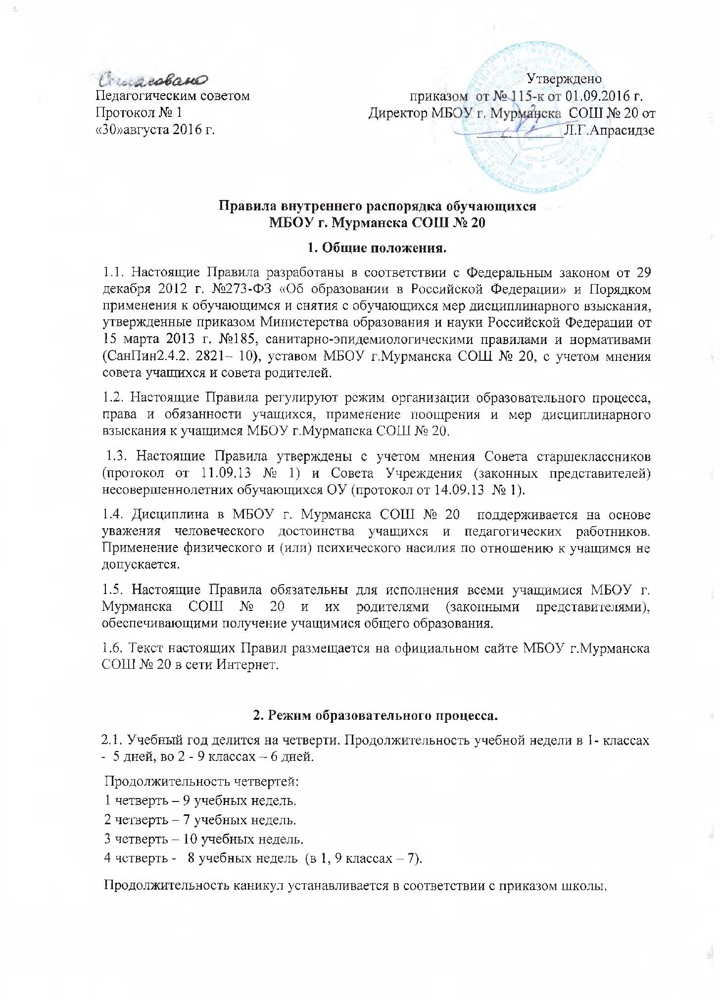 Согласовано
Педагогическим советом
Протокол № 1
«30»августа 2016 г.
Утверждено
приказом от № 115-к от 01.09.2016 г.
Директор МБОУ г. Мурманска СОШ № 20 от
____________Л.Г.Апрасидзе
Правила внутреннего распорядка обучающихся
МБОУ г. Мурманска СОШ № 20
1. Общие положения.
1.1. Настоящие Правила разработаны в соответствии с Федеральным законом от 29
декабря 2012 г. №273-ФЗ «Об образовании в Российской Федерации» и Порядком
применения к обучающимся и снятия с обучающихся мер дисциплинарного взыскания,
утвержденные приказом Министерства образования и науки Российской Федерации от
15 марта 2013 г. №185, санитарно-эпидемиологическими правилами и нормативами
(СанПин2.4.2. 2821– 10), уставом МБОУ г.Мурманска СОШ № 20, с учетом мнения
совета учащихся и совета родителей.
1.2. Настоящие Правила регулируют режим организации образовательного процесса,
права и обязанности учащихся, применение поощрения и мер дисциплинарного
взыскания к учащимся МБОУ г.Мурманска СОШ № 20.
1.3. Настоящие Правила утверждены с учетом мнения Совета старшеклассников
(протокол от 11.09.13 № 1) и Совета Учреждения (законных представителей)
несовершеннолетних обучающихся ОУ (протокол от 14.09.13 № 1).
1.4. Дисциплина в МБОУ г. Мурманска СОШ № 20 поддерживается на основе
уважения человеческого достоинства учащихся и педагогических работников.
Применение физического и (или) психического насилия по отношению к учащимся не
допускается.
1.5. Настоящие Правила обязательны для исполнения всеми учащимися МБОУ г.
Мурманска СОШ № 20 и их родителями (законными представителями),
обеспечивающими получение учащимися общего образования.
1.6. Текст настоящих Правил размещается на официальном сайте МБОУ г.Мурманска
СОШ № 20 в сети Интернет.
2. Режим образовательного процесса.
2.1. Учебный год делится на четверти. Продолжительность учебной недели в 1- классах
- 5 дней, во 2 - 9 классах – 6 дней.
Продолжительность четвертей:
1 четверть – 9 учебных недель.
2 четверть – 7 учебных недель.
3 четверть – 10 учебных недель.
4 четверть - 8 учебных недель (в 1, 9 классах – 7).
Продолжительность каникул устанавливается в соответствии с приказом школы.